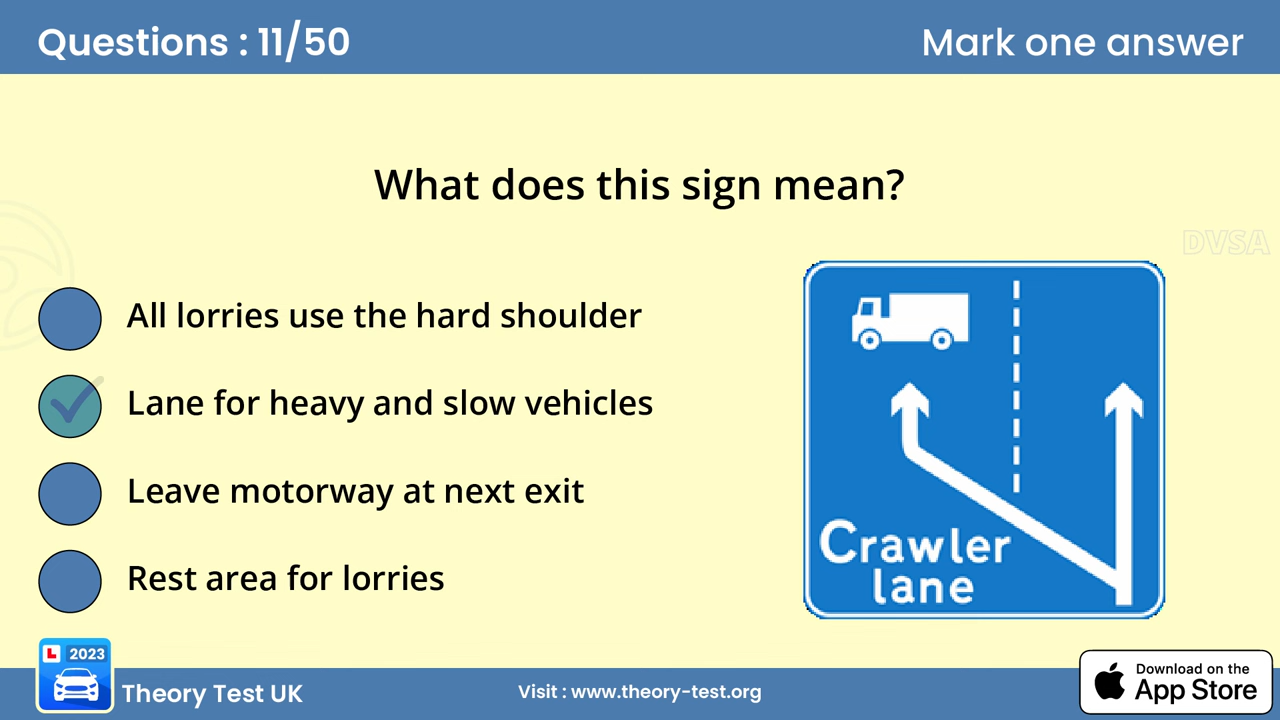 Questions : 11/50
Mark one answer
What does this sign mean?
DVSA
All lorries use the hard shoulder
Lane for heavy and slow vehicles
Leave motorway at next exit
Rest area for lorries
Crawler
lane
L 2023
Theory Test UK
Visit : www.theory-test.org
Download on the
App Store